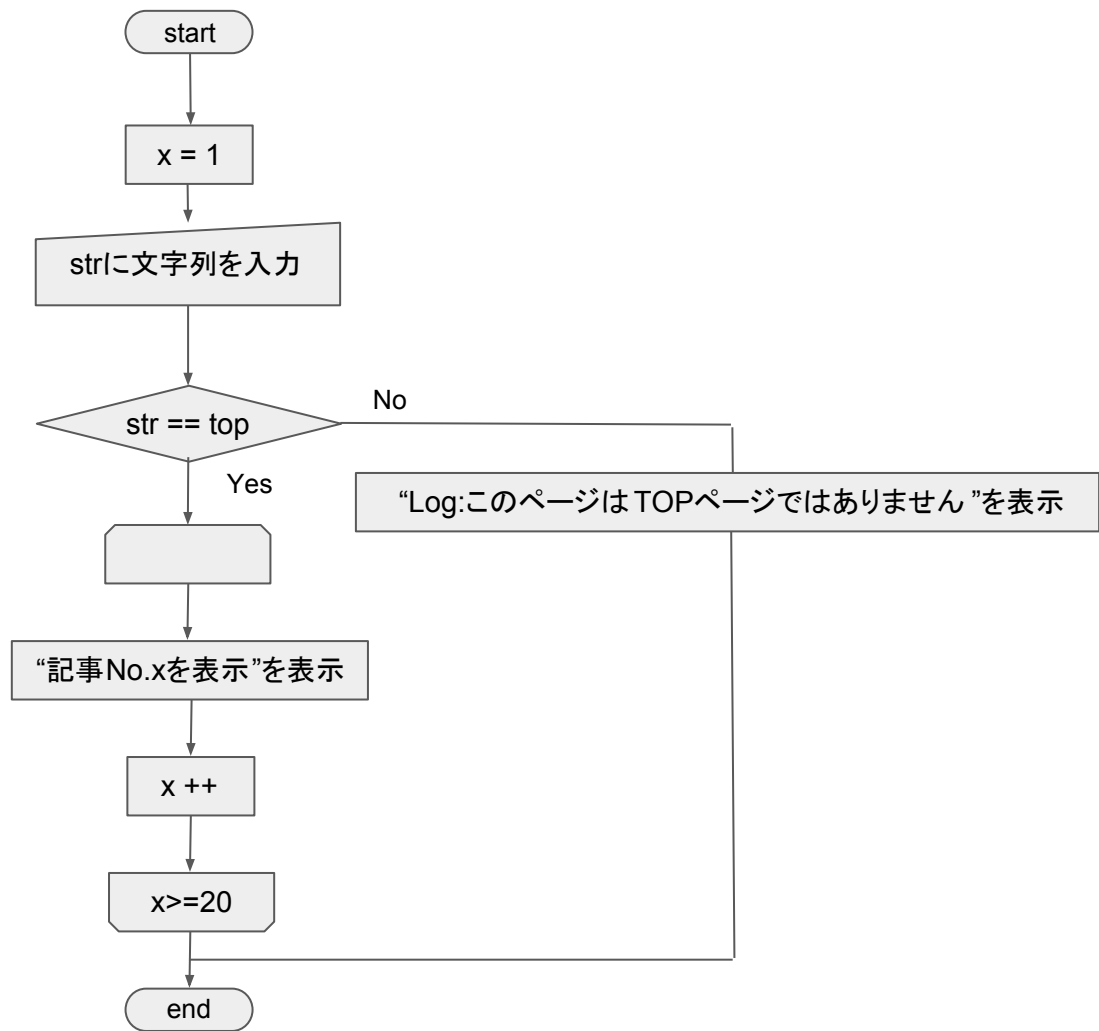 start
x = 1
strに文字列を入力
str == top
No
Yes
“Log:このページはTOPページではありません”を表示
“記事No.xを表示”を表示
x ++
x>=20
end